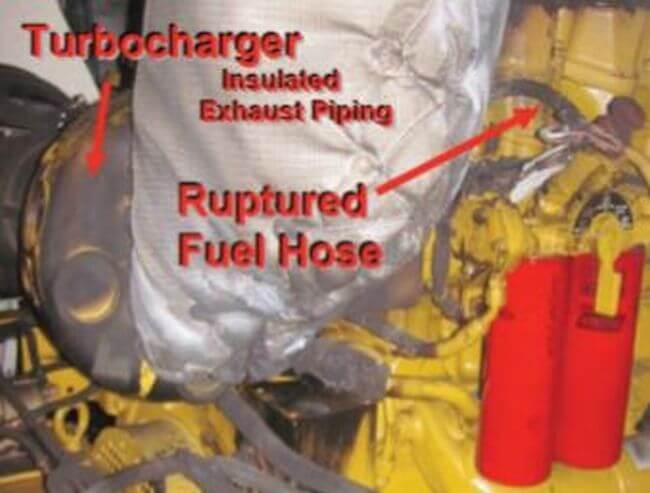 Turbocharger
Insulated
Exhaust Piping
Ruptured
Fuel Hose